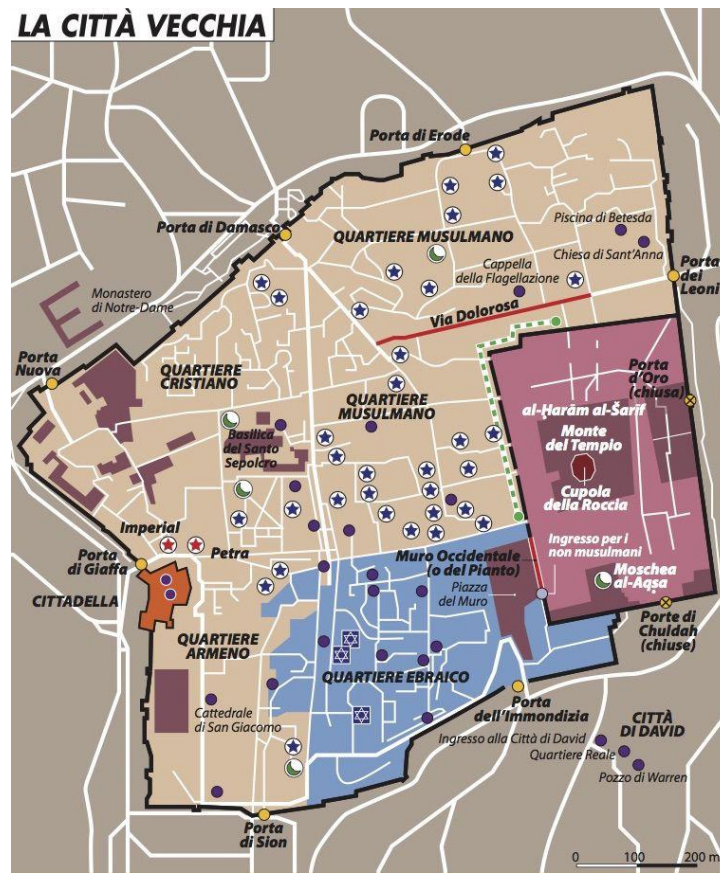 LA CITTÀ VECCHIA
Porta di Erode
Porta di Damasco
QUARTIERE MUSULMANO
Piscina di Betesda
Chiesa di Sant'Anna
Cappella
della Flagellazione
Porta
dei
Leoni
Monastero
di Notre-Dame
Via Dolorosa
Porta
Nuova
QUARTIERE
CRISTIANO
QUARTIERE
MUSULMANO
Porta
d'Oro
(chiusa)
al-Ḥarām al-Šarīf
Monte
del Tempio
Basilica
del Santo
Sepolcro
Cupola
della Roccia
Imperial
Petra
Ingresso per i
non musulmani
Porta
di Giaffa
Muro Occidentale
(o del Pianto)
Moschea
al-Aqṣa
CITTADELLA
Piazza
del Muro
Porte di
Chuldah
(chiuse)
QUARTIERE
ARMENO
QUARTIERE EBRAICO
Cattedrale
di San Giacomo
Porta
dell'Immondizia
CITTÀ
DI DAVID
Ingresso alla Città di David
Quartiere Reale
Pozzo di Warren
Porta
di Sion
0 100 200 m